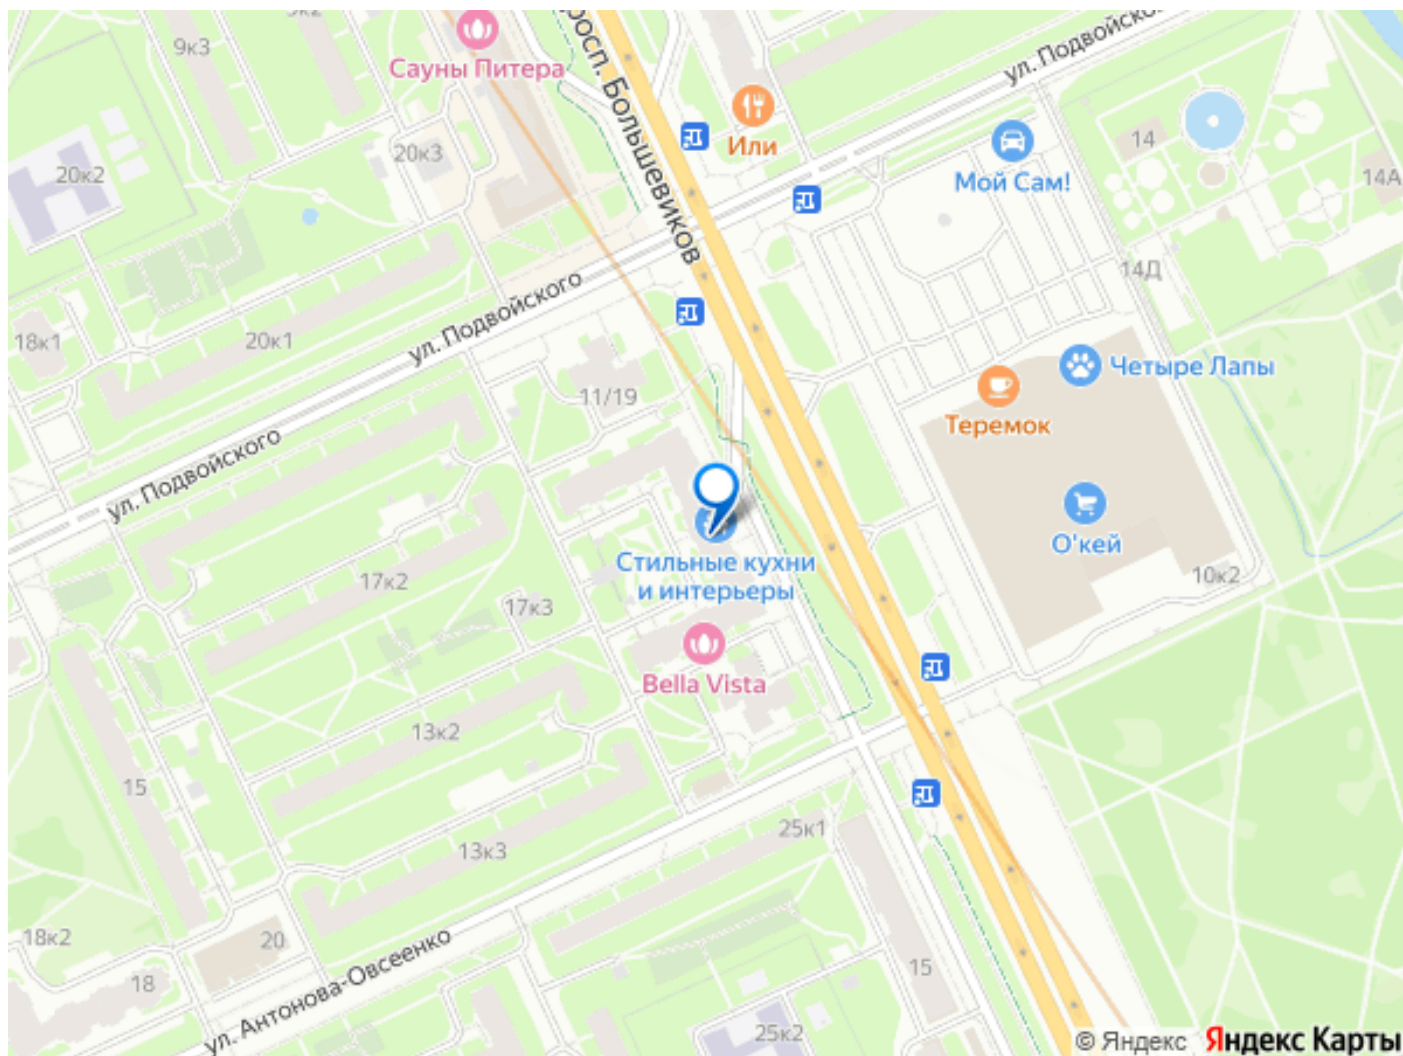 9к3
Сауны Питера
просп. Большевиков
ул. Подвойско
Или
Мой Сам!
14
14А
20к3
20к2
14Д
18к1
20к1
ул. Подвойского
11/19
Четыре Лапы
Теремок
ул. Подвойского
О'кей
Стильные кухни
и интерьеры
10к2
17к2
17к3
Bella Vista
13к2
15
25к1
13к3
18к2
20
ул. Антонова-Овсеенко
18
15
25к2
© Яндекс
Яндекс Карты